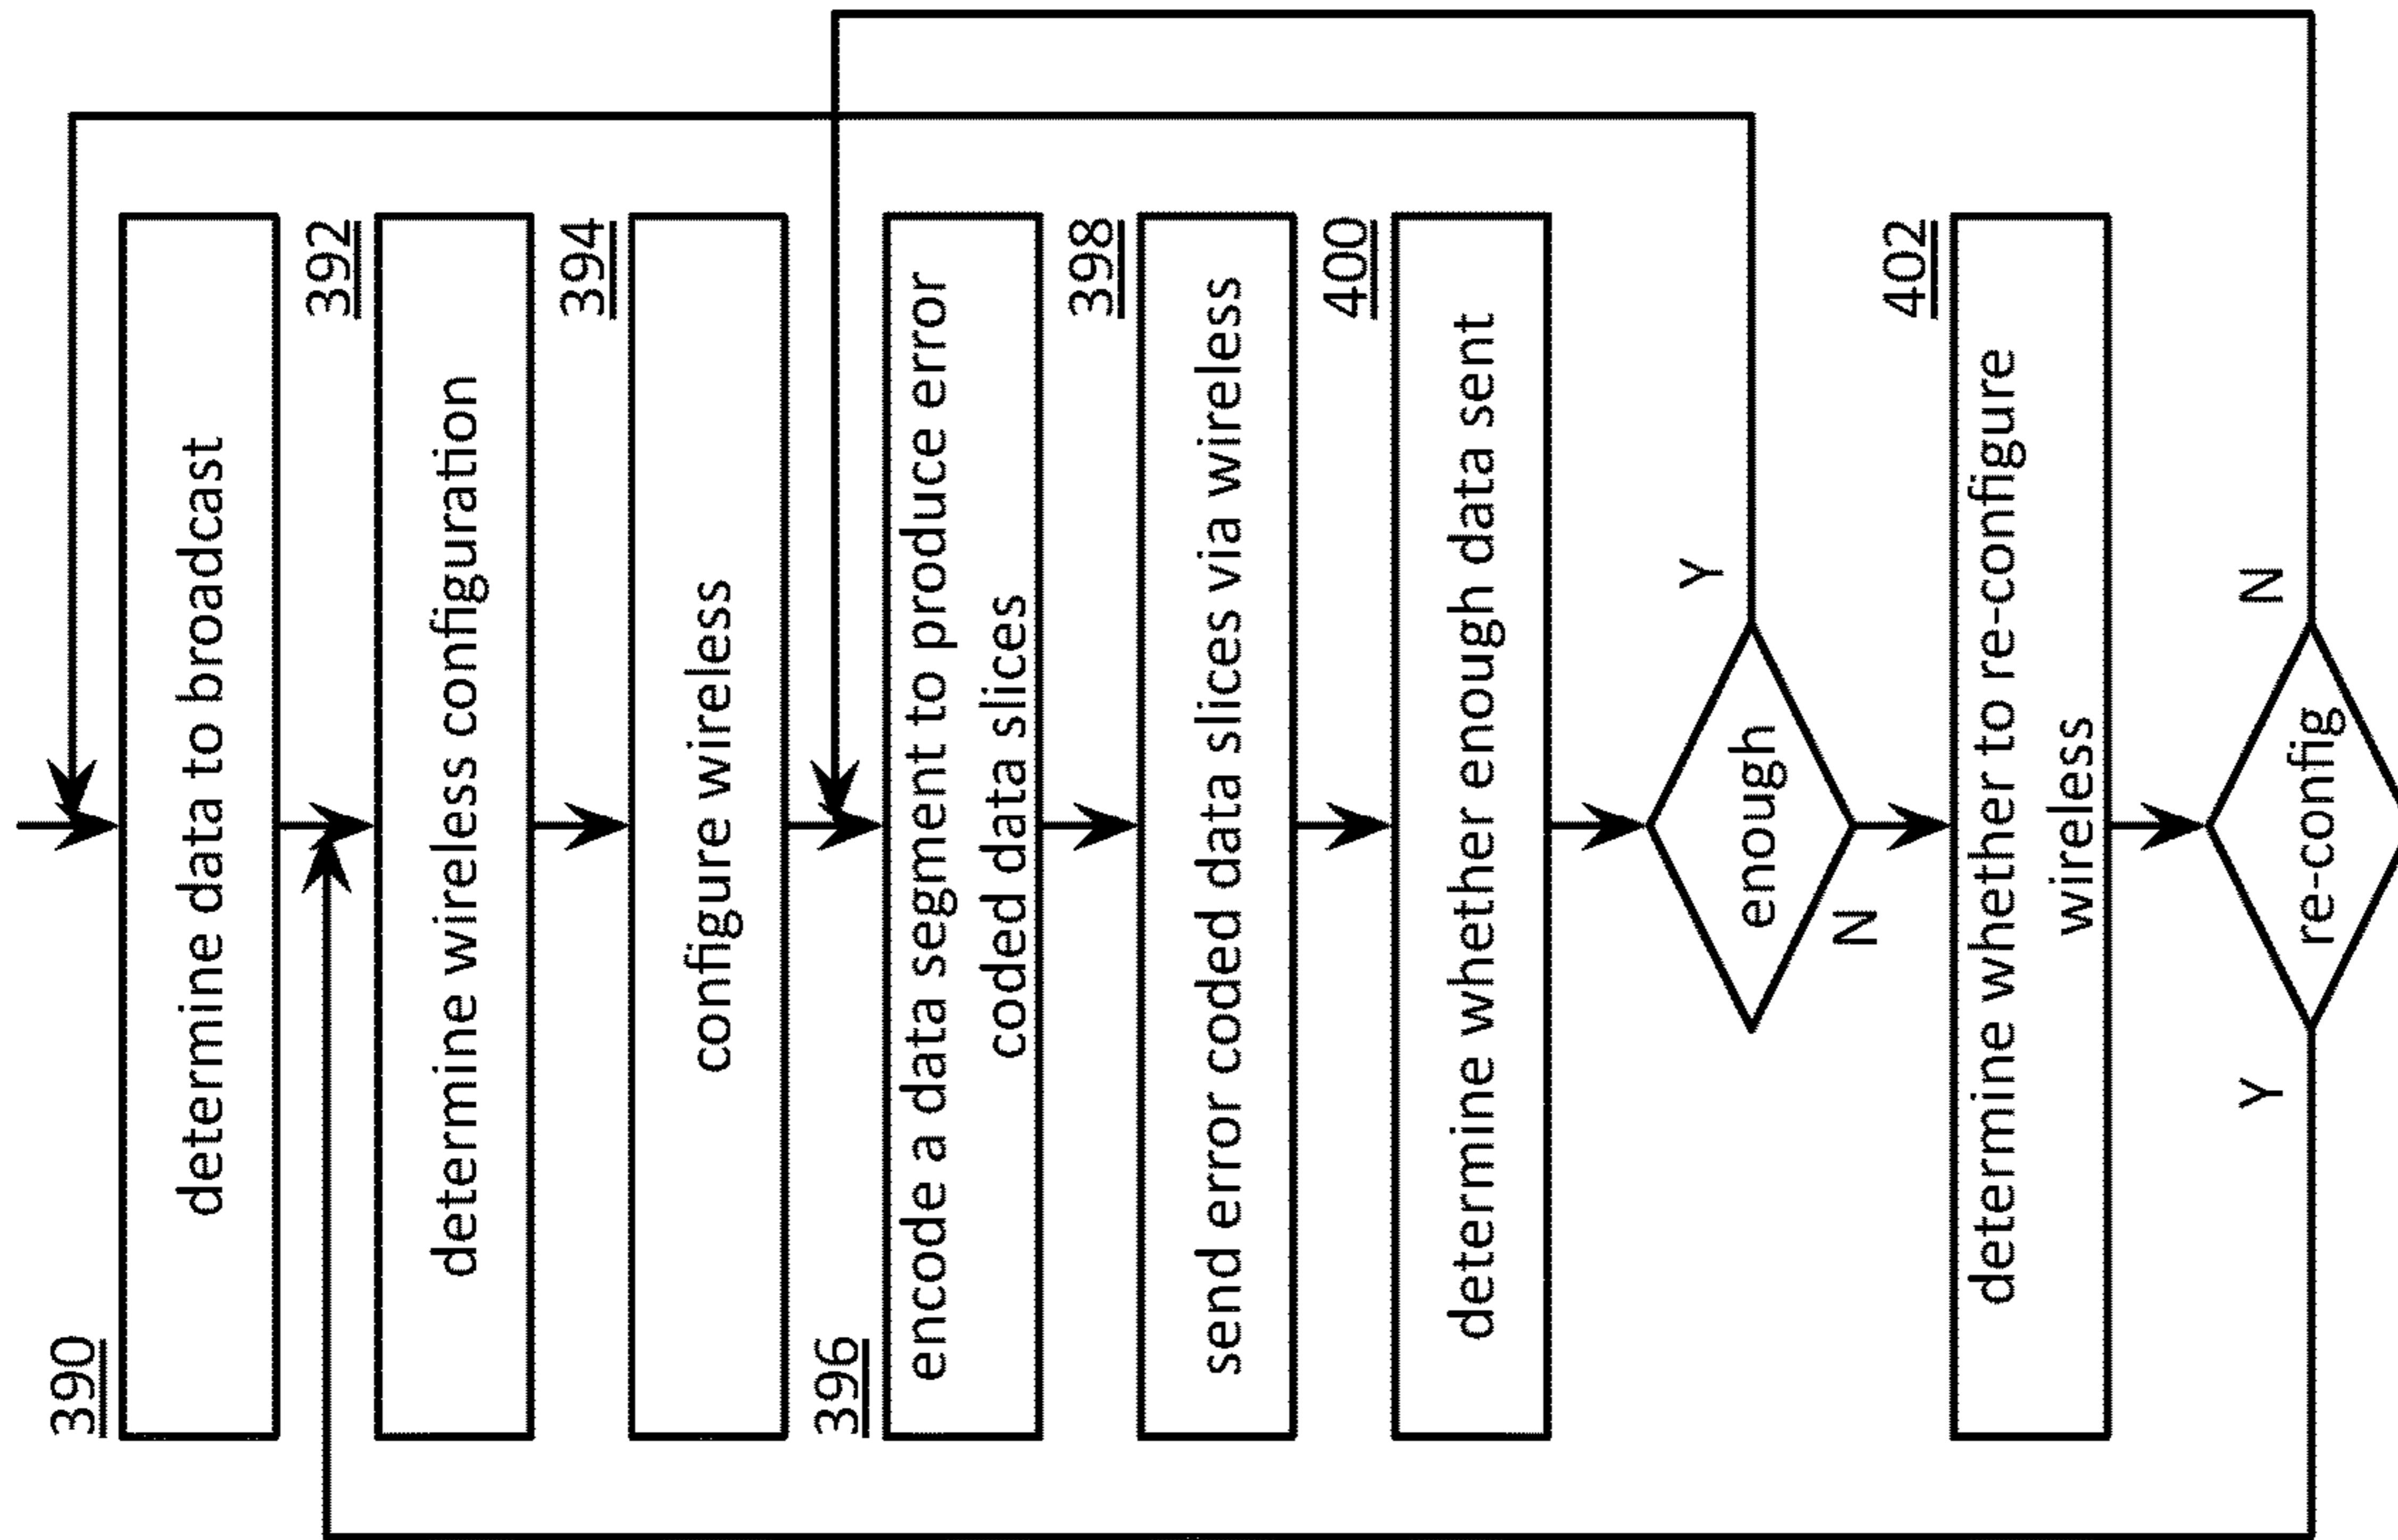 390
determine data to broadcast
392
determine wireless configuration
394
configure wireless
396
encode a data segment to produce error
coded data slices
398
send error coded data slices via wireless
400
determine whether enough data sent
enough
Y
N
402
determine whether to re-configure
wireless
Y
re-config
N